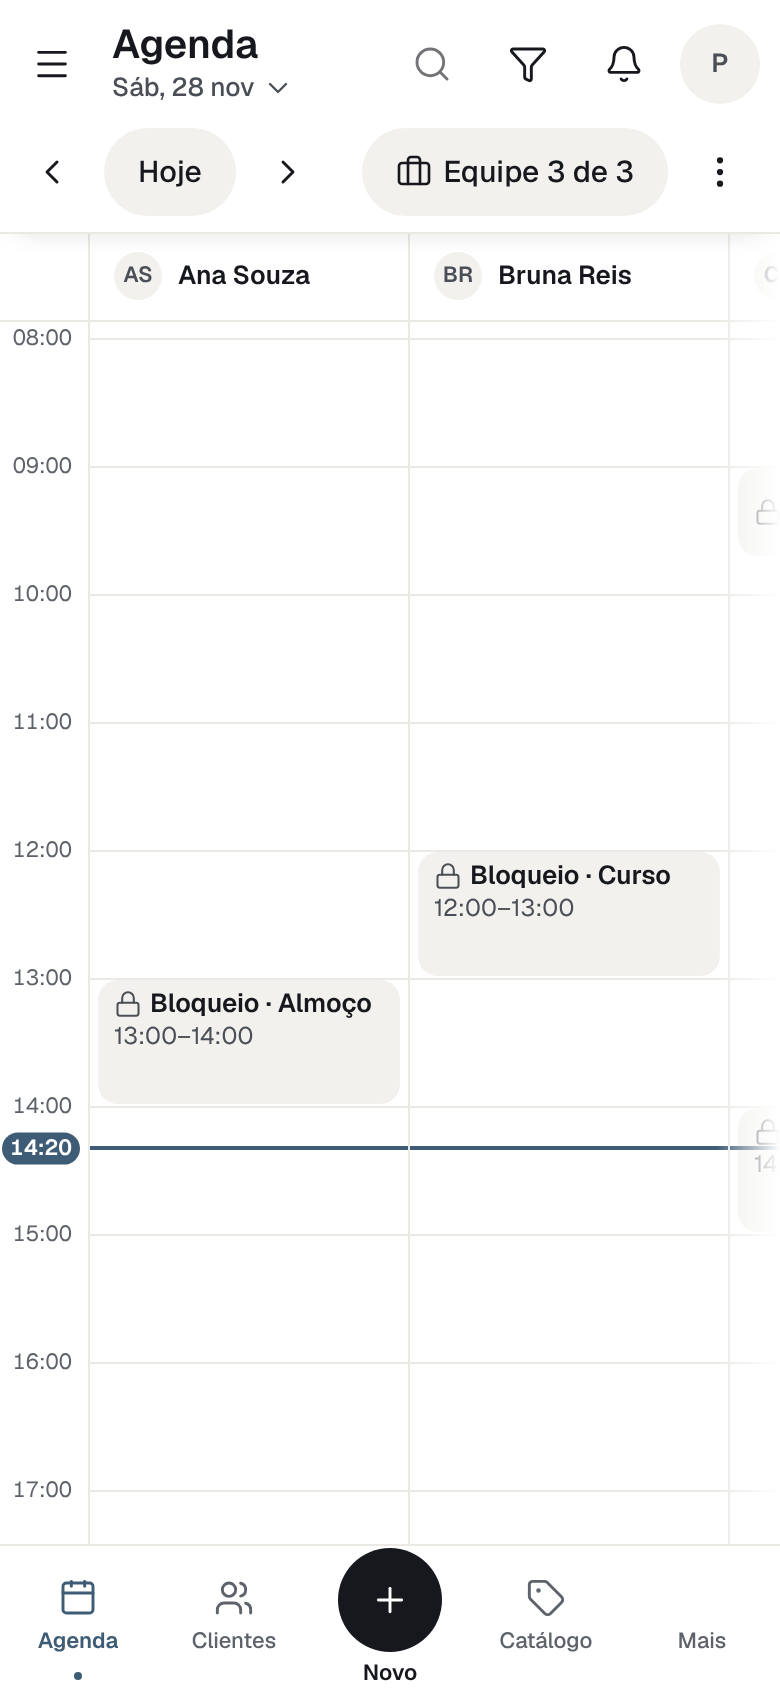 Agenda
Sáb, 28 nov
P
Hoje
Equipe 3 de 3
AS Ana Souza
BR Bruna Reis
08:00
09:00
10:00
11:00
12:00
Bloqueio · Curso
12:00–13:00
13:00
Bloqueio · Almoço
13:00–14:00
14:00
14:20
14
15:00
16:00
17:00
Agenda
Clientes
Novo
Catálogo
Mais